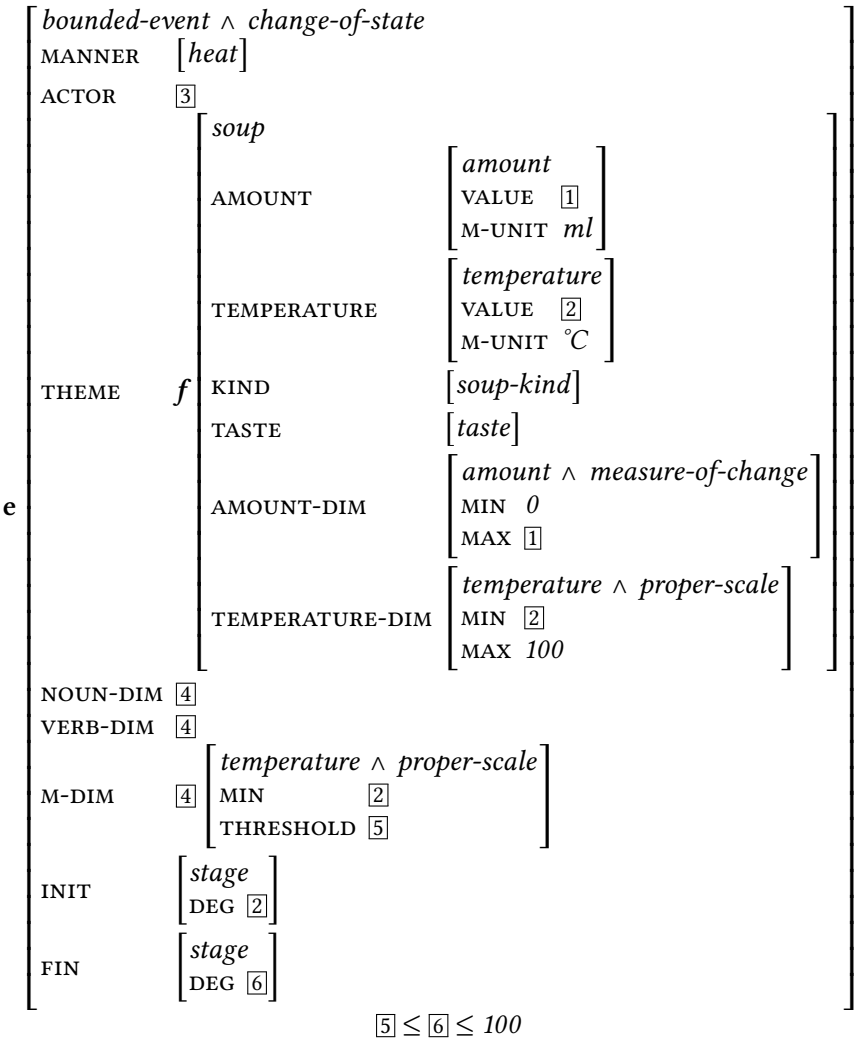 bounded-event ∧ change-of-state
MANNER [heat]
ACTOR 3
soup
amount
AMOUNT VALUE 1
M-UNIT ml
temperature
TEMPERATURE VALUE 2
M-UNIT °C
THEME f KIND [soup-kind]
TASTE [taste]
amount ∧ measure-of-change
e AMOUNT-DIM MIN 0
MAX 1
temperature ∧ proper-scale
TEMPERATURE-DIM MIN 2
MAX 100
NOUN-DIM 4
VERB-DIM 4
temperature ∧ proper-scale
M-DIM 4 MIN 2
THRESHOLD 5
stage
INIT DEG 2
stage
FIN DEG 6
5 ≤ 6 ≤ 100